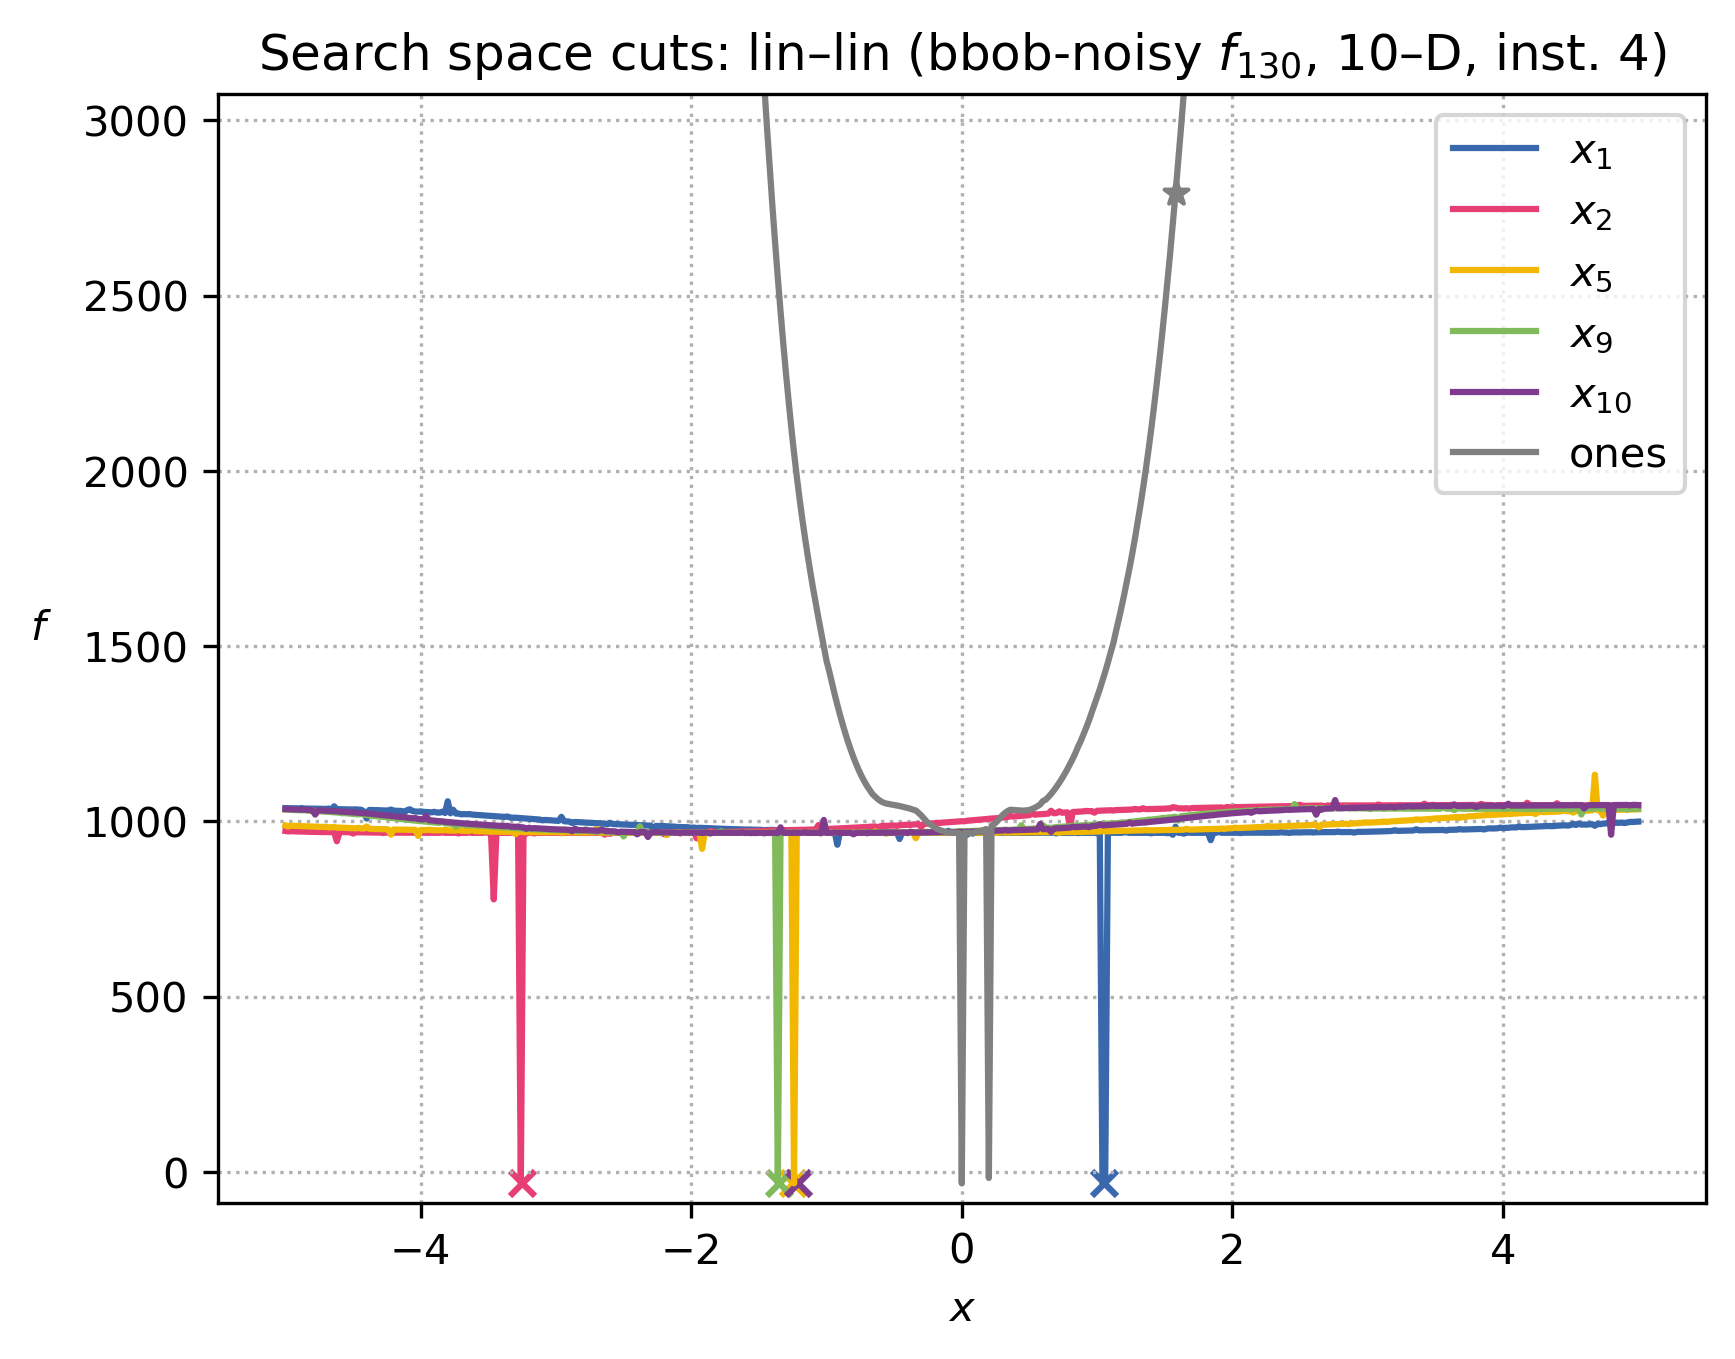 Search space cuts: lin–lin (bbob-noisy f₁₃₀, 10–D, inst. 4)
3000
2500
2000
1500
1000
500
0
f
−4
−2
0
2
4
x
x₁
x₂
x₅
x₉
x₁₀
ones